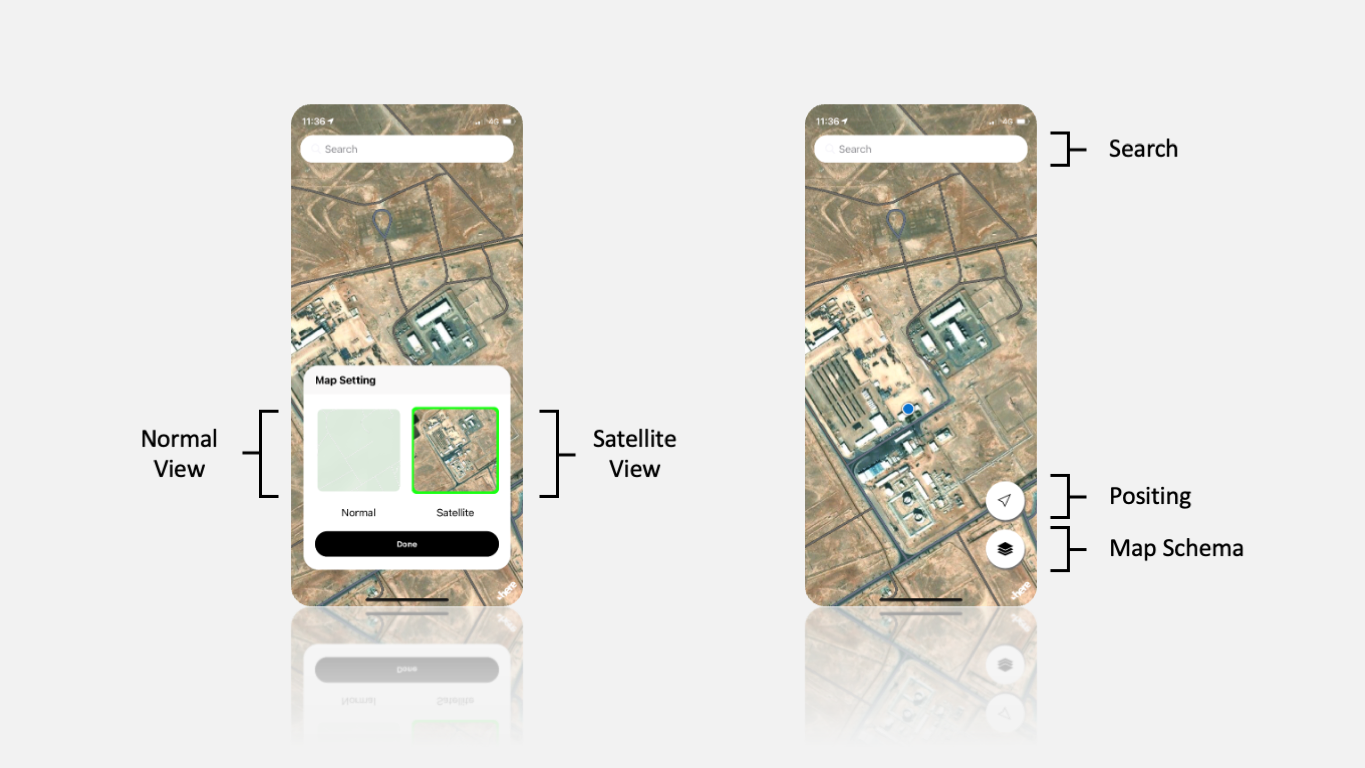 11:36
4G
Search
Map Setting
Normal
Satellite
Done
Normal
View
Satellite
View
11:36
4G
Search
here
Search
Positing
Map Schema